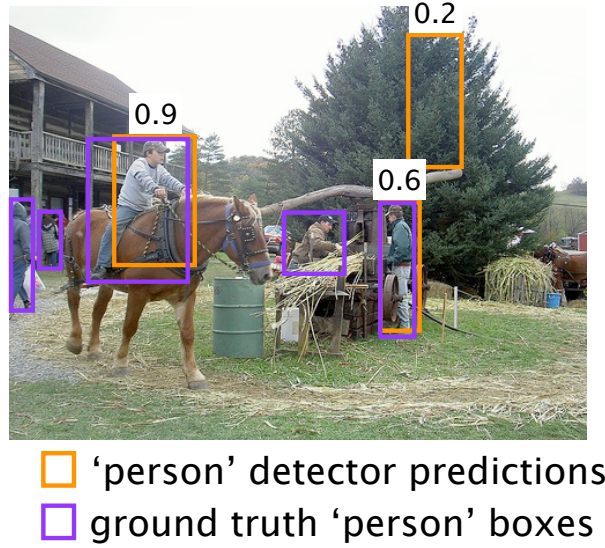 0.2
0.9
0.6
‘person’ detector predictions
ground truth ‘person’ boxes